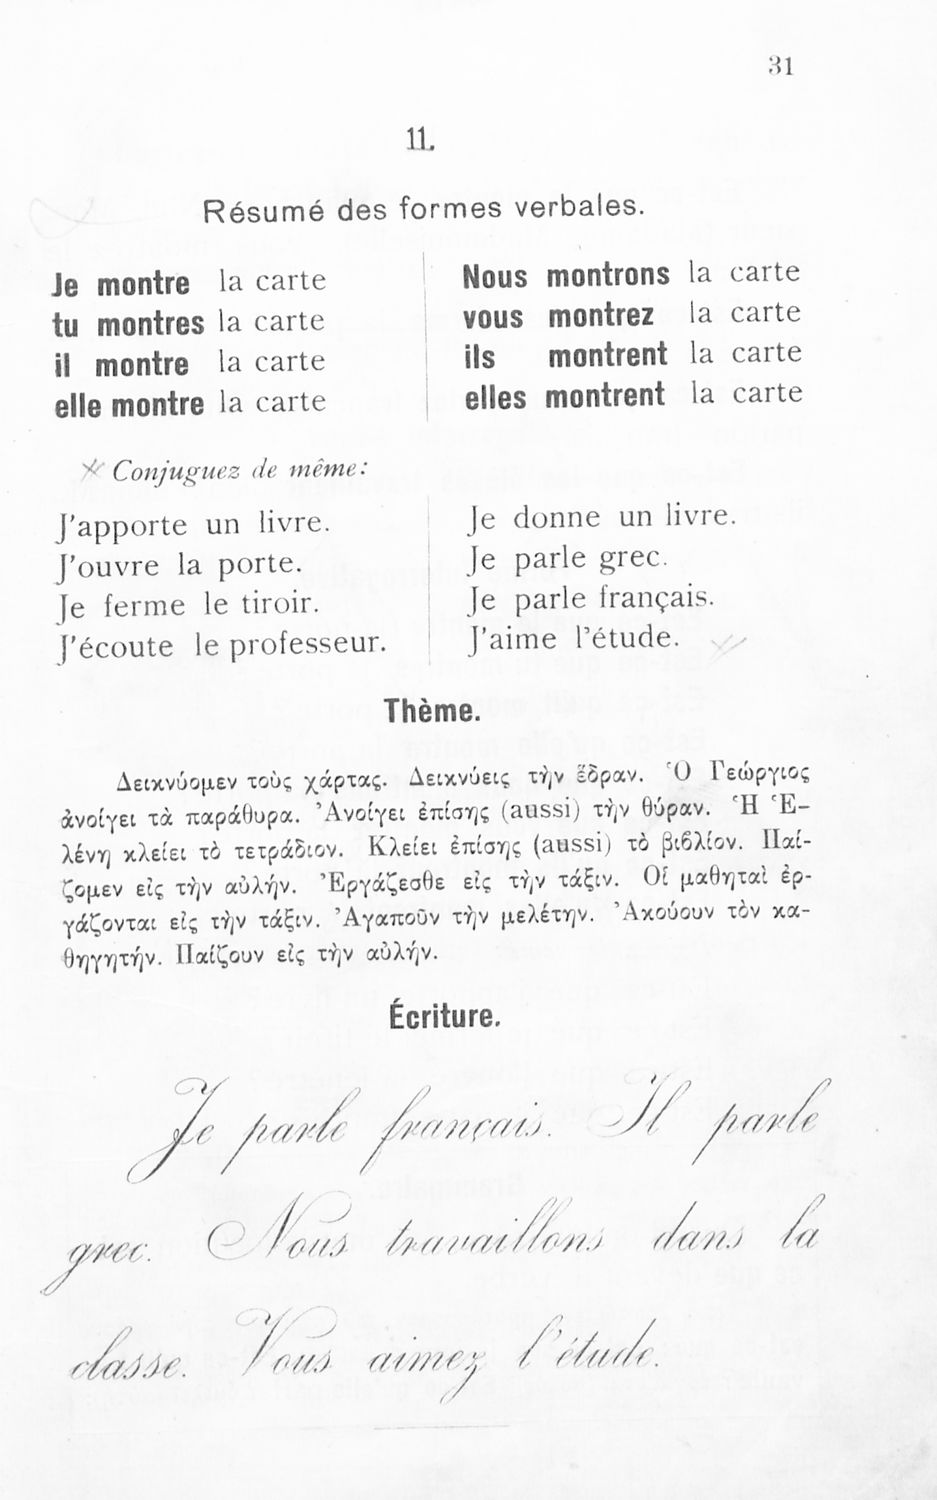 31
11.
Résumé des formes verbales.
Je montre la carte
tu montres la carte
il montre la carte
elle montre la carte
Nous montrons la carte
vous montrez la carte
ils montrent la carte
elles montrent la carte
Conjuguez de même:
J'apporte un livre.
J'ouvre la porte.
Je ferme le tiroir.
J'écoute le professeur.
Je donne un livre.
Je parle grec.
Je parle français.
J'aime l'étude.
Thème.
Δεικνύομεν τοὺς χάρτας. Δεικνύεις τὴν ἕδραν. Ὁ Γεώργιος
ἀνοίγει τὰ παράθυρα. Ἀνοίγει ἐπίσης (aussi) τὴν θύραν. Ἡ Ἑ-
λένη κλείει τὸ τετράδιον. Κλείει ἐπίσης (aussi) τὸ βιβλίον. Παί-
ζομεν εἰς τὴν αὐλήν. Ἐργάζεσθε εἰς τὴν τάξιν. Οἱ μαθηταὶ ἐρ-
γάζονται εἰς τὴν τάξιν. Ἀγαποῦν τὴν μελέτην. Ἀκούουν τὸν κα-
θηγητήν. Παίζουν εἰς τὴν αὐλήν.
Écriture.
Je parle français. Il parle
grec. Nous travaillons dans la
classe. Vous aimez l'étude.